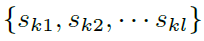 {s_{k1}, s_{k2}, ⋯ s_{kl}}